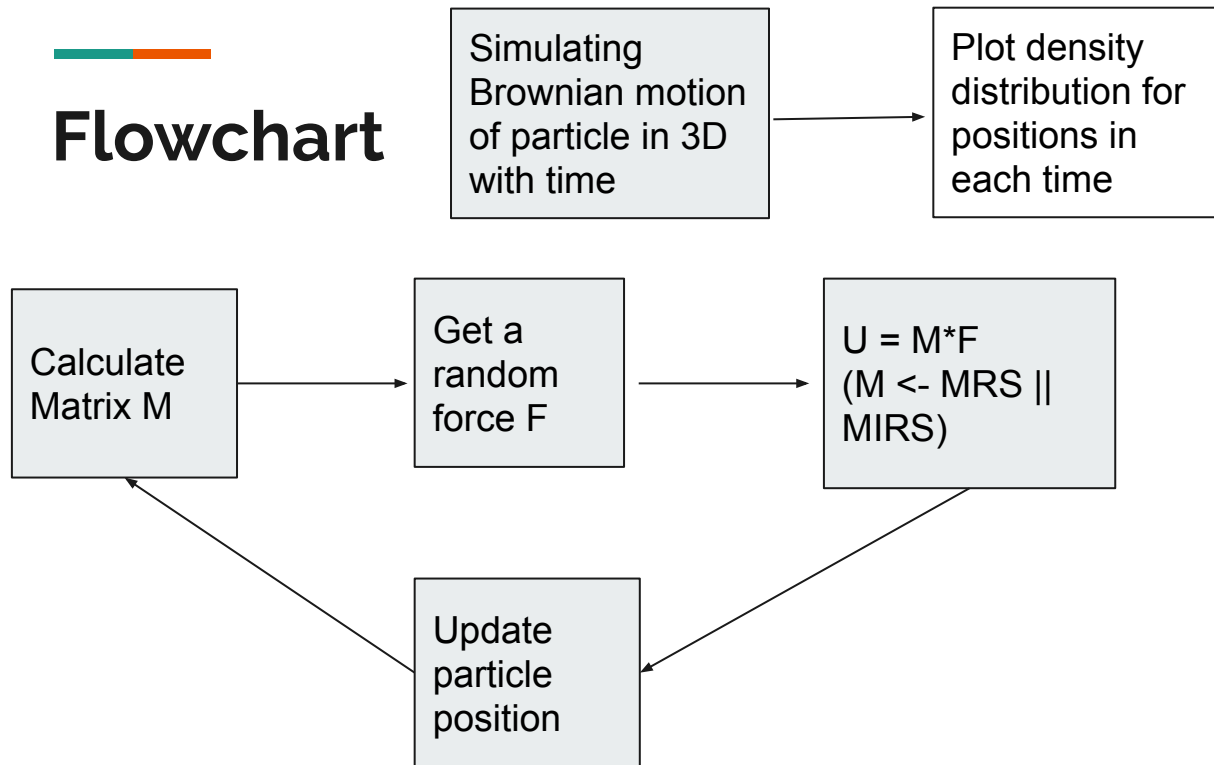 Flowchart
Simulating
Brownian motion
of particle in 3D
with time
Plot density
distribution for
positions in
each time
Calculate
Matrix M
Get a
random
force F
U = M*F
(M <- MRS ||
MIRS)
Update
particle
position